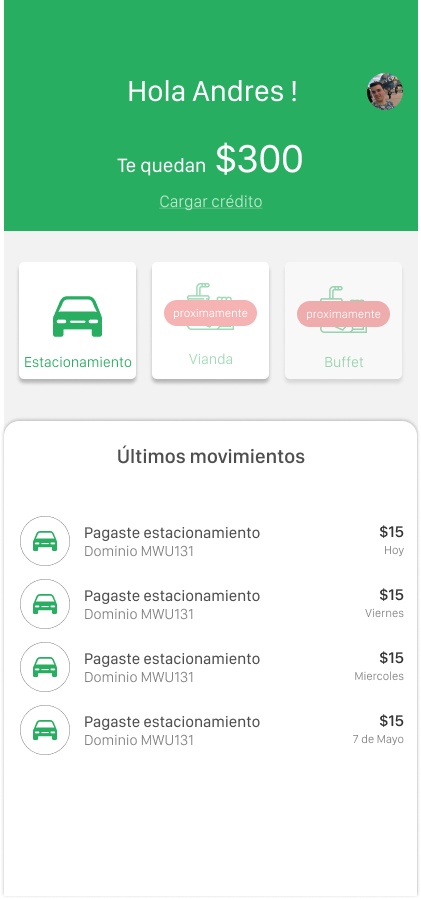 Hola Andres !
Te quedan $300
Cargar crédito
proximamente
proximamente
Estacionamiento
Vianda
Buffet
Últimos movimientos
Pagaste estacionamiento $15
Dominio MWU131 Hoy
Pagaste estacionamiento $15
Dominio MWU131 Viernes
Pagaste estacionamiento $15
Dominio MWU131 Miercoles
Pagaste estacionamiento $15
Dominio MWU131 7 de Mayo